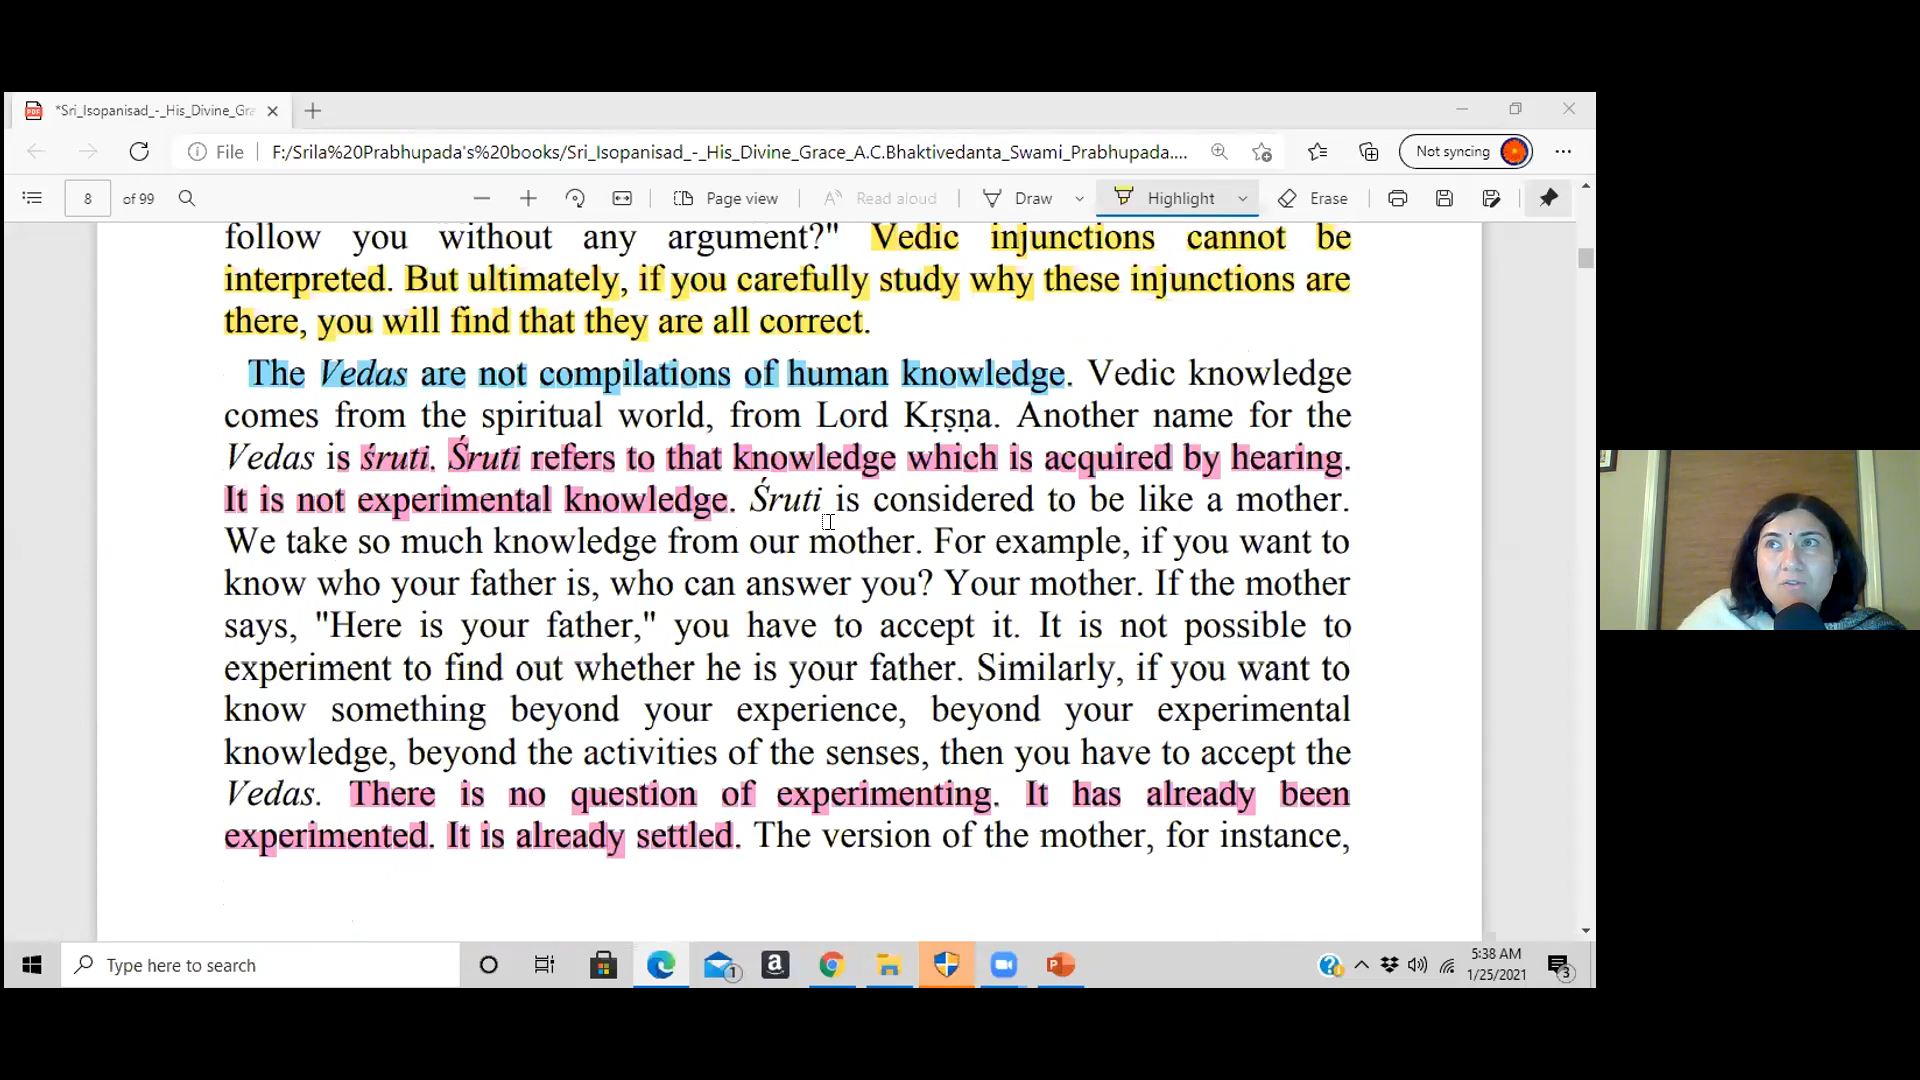 *Sri_Isopanisad_-_His_Divine_Gra
File F:/Srila%20Prabhupada's%20books/Sri_Isopanisad_-_His_Divine_Grace_A.C.Bhaktivedanta_Swami_Prabhupada.... Not syncing
8 of 99 Page view Read aloud Draw Highlight Erase
follow you without any argument?" Vedic injunctions cannot be
interpreted. But ultimately, if you carefully study why these injunctions are
there, you will find that they are all correct.
The Vedas are not compilations of human knowledge. Vedic knowledge
comes from the spiritual world, from Lord Kṛṣṇa. Another name for the
Vedas is śruti. Śruti refers to that knowledge which is acquired by hearing.
It is not experimental knowledge. Śruti is considered to be like a mother.
We take so much knowledge from our mother. For example, if you want to
know who your father is, who can answer you? Your mother. If the mother
says, "Here is your father," you have to accept it. It is not possible to
experiment to find out whether he is your father. Similarly, if you want to
know something beyond your experience, beyond your experimental
knowledge, beyond the activities of the senses, then you have to accept the
Vedas. There is no question of experimenting. It has already been
experimented. It is already settled. The version of the mother, for instance,
Type here to search
1
a
5:38 AM
1/25/2021
3